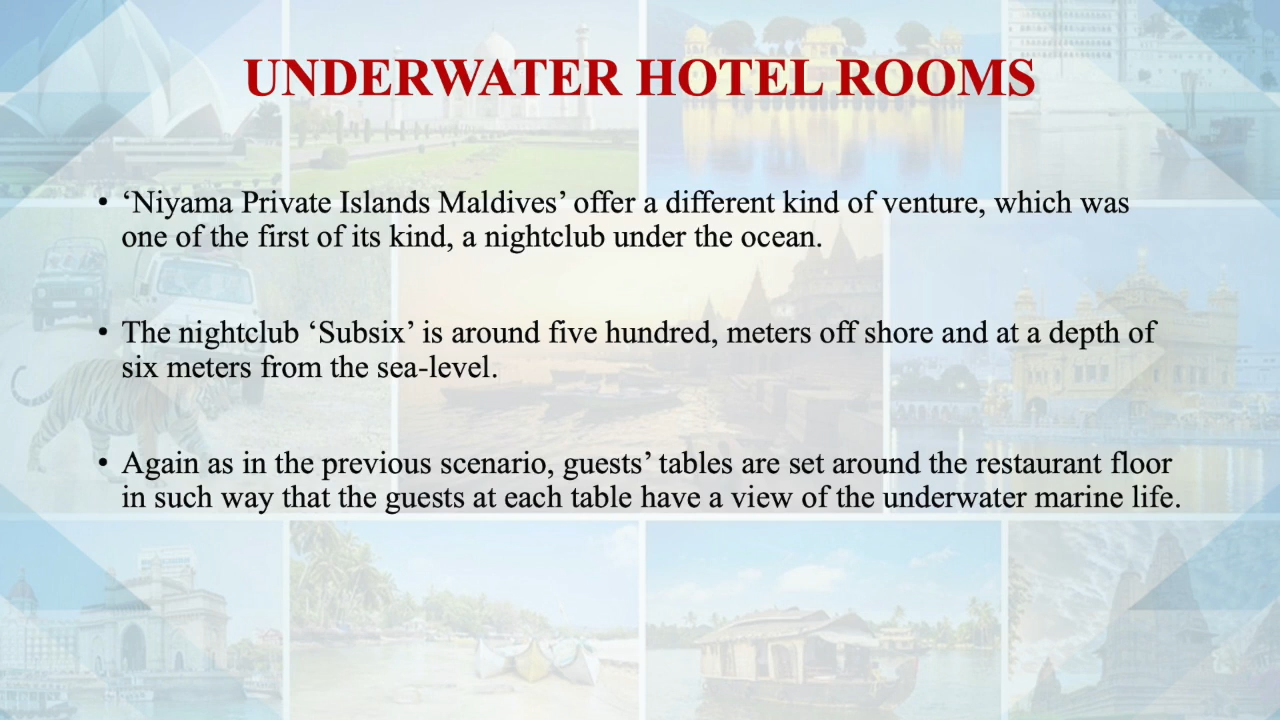 UNDERWATER HOTEL ROOMS
• ‘Niyama Private Islands Maldives’ offer a different kind of venture, which was
one of the first of its kind, a nightclub under the ocean.
• The nightclub ‘Subsix’ is around five hundred, meters off shore and at a depth of
six meters from the sea-level.
• Again as in the previous scenario, guests’ tables are set around the restaurant floor
in such way that the guests at each table have a view of the underwater marine life.